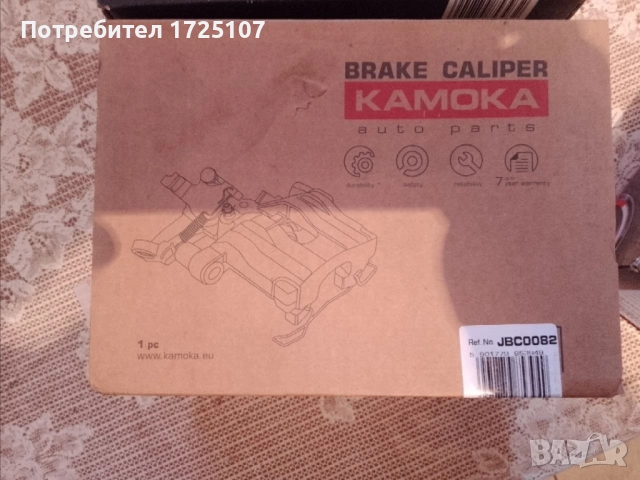 Потребител 1725107
BRAKE CALIPER
KAMOKA
auto parts
durability safety reliability 7 year warranty
1 pc
www.kamoka.eu
Ref. No. JBC0082
BAZAR